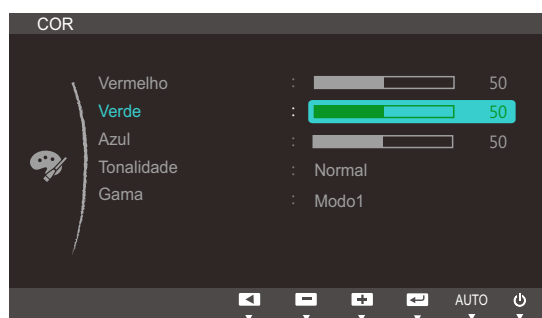 COR
Vermelho : 50
Verde : 50
Azul : 50
Tonalidade : Normal
Gama : Modo1
AUTO